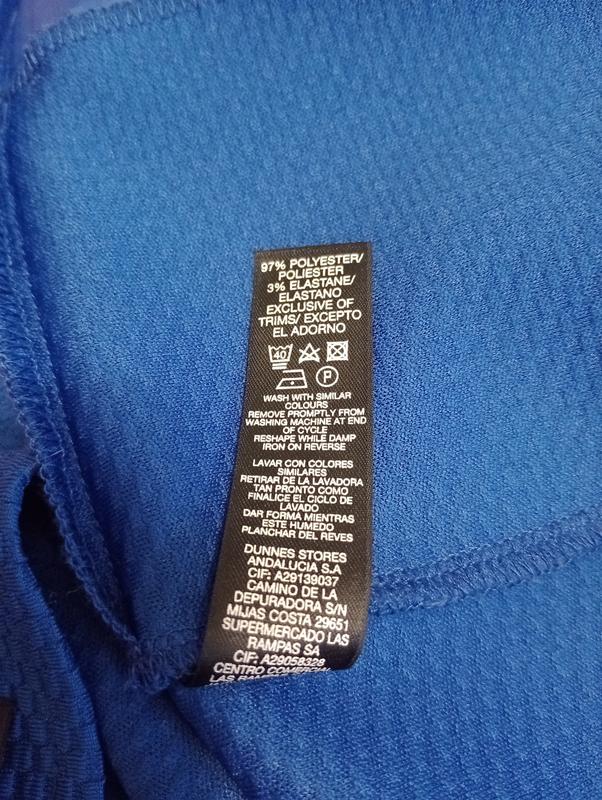 97% POLYESTER/
POLIESTER
3% ELASTANE/
ELASTANO
EXCLUSIVE OF
TRIMS/ EXCEPTO
EL ADORNO
40
P
WASH WITH SIMILAR
COLOURS
REMOVE PROMPTLY FROM
WASHING MACHINE AT END
OF CYCLE
RESHAPE WHILE DAMP
IRON ON REVERSE
LAVAR CON COLORES
SIMILARES
RETIRAR DE LA LAVADORA
TAN PRONTO COMO
FINALICE EL CICLO DE
LAVADO
DAR FORMA MIENTRAS
ESTE HUMEDO
PLANCHAR DEL REVES
DUNNES STORES
ANDALUCIA S.A
CIF: A29139037
CAMINO DE LA
DEPURADORA S/N
MIJAS COSTA 29651
SUPERMERCADO LAS
RAMPAS SA
CIF: A29058328
CENTRO COMERCIAL
LAS